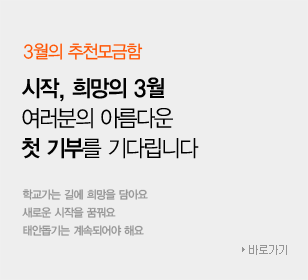 3월의 추천모금함
시작, 희망의 3월
여러분의 아름다운
첫 기부를 기다립니다
학교가는 길에 희망을 담아요
새로운 시작을 꿈꿔요
태안돕기는 계속되어야 해요
바로가기